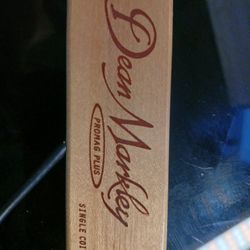 Dean Markley
PROMAG PLUS
SINGLE COI